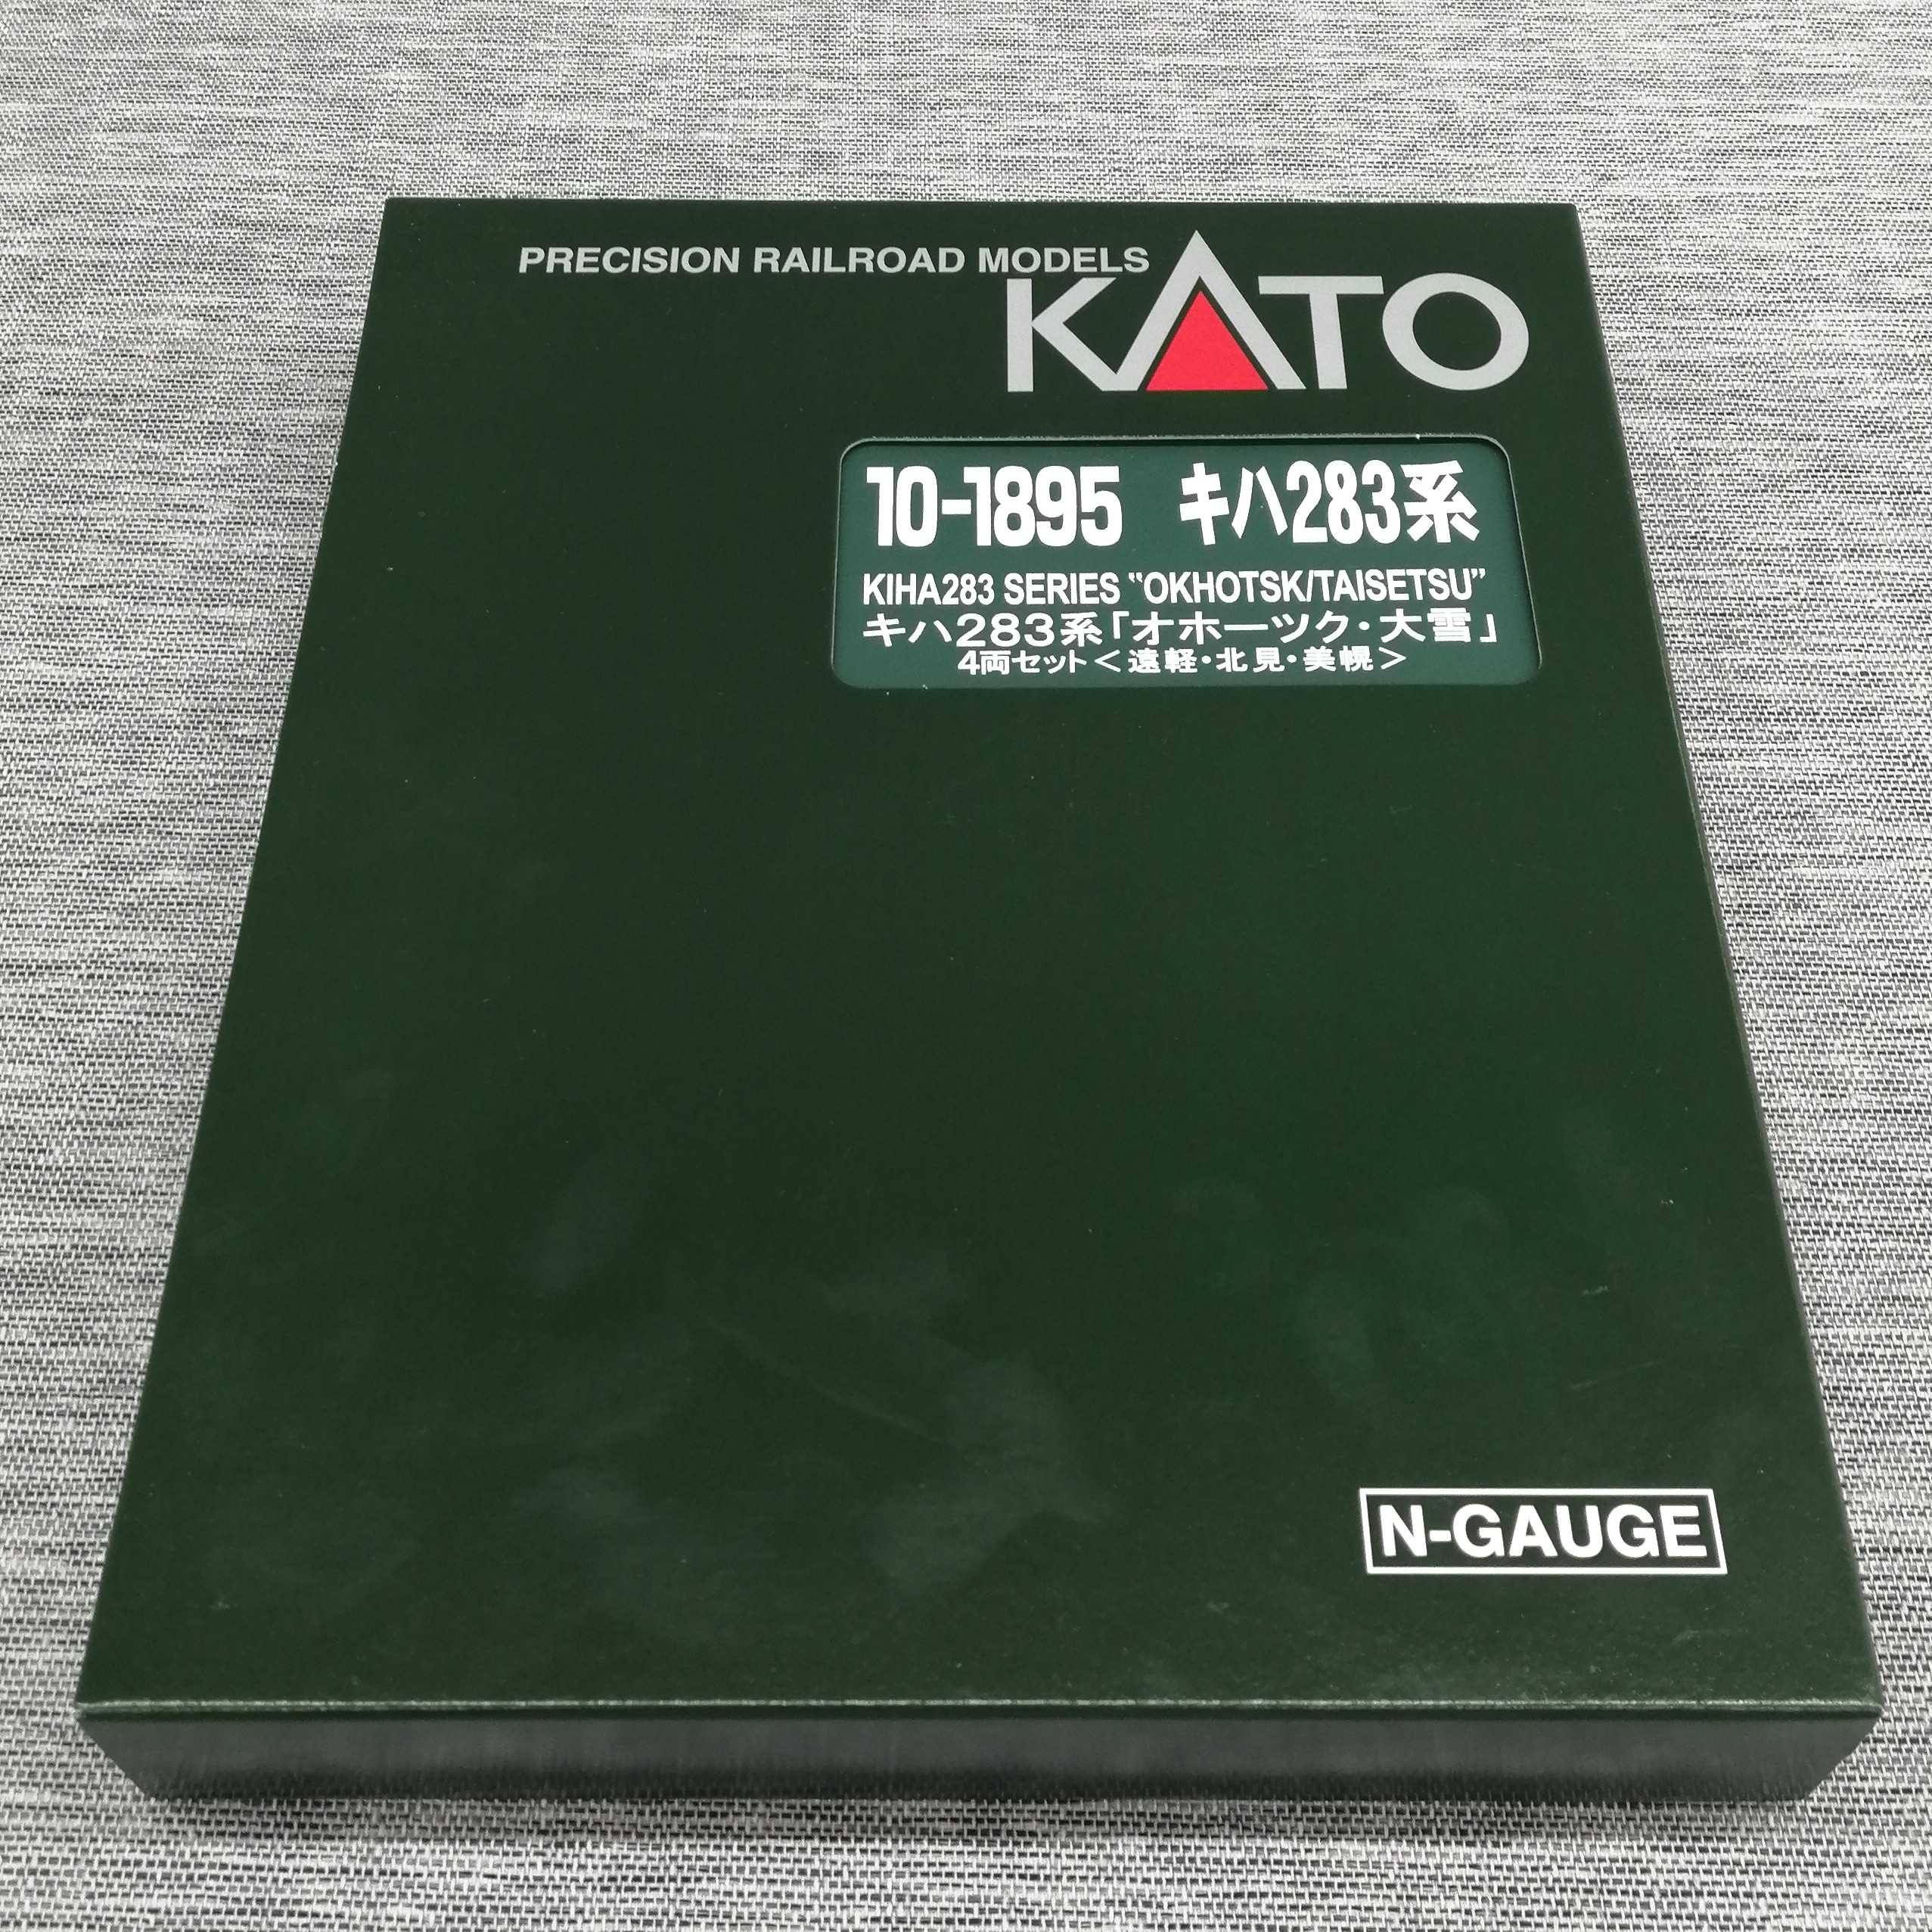 PRECISION RAILROAD MODELS
KATO
10-1895 キハ283系
KIHA283 SERIES "OKHOTSK/TAISETSU"
キハ283系「オホーツク・大雪」
4両セット<遠軽・北見・美幌>
N-GAUGE